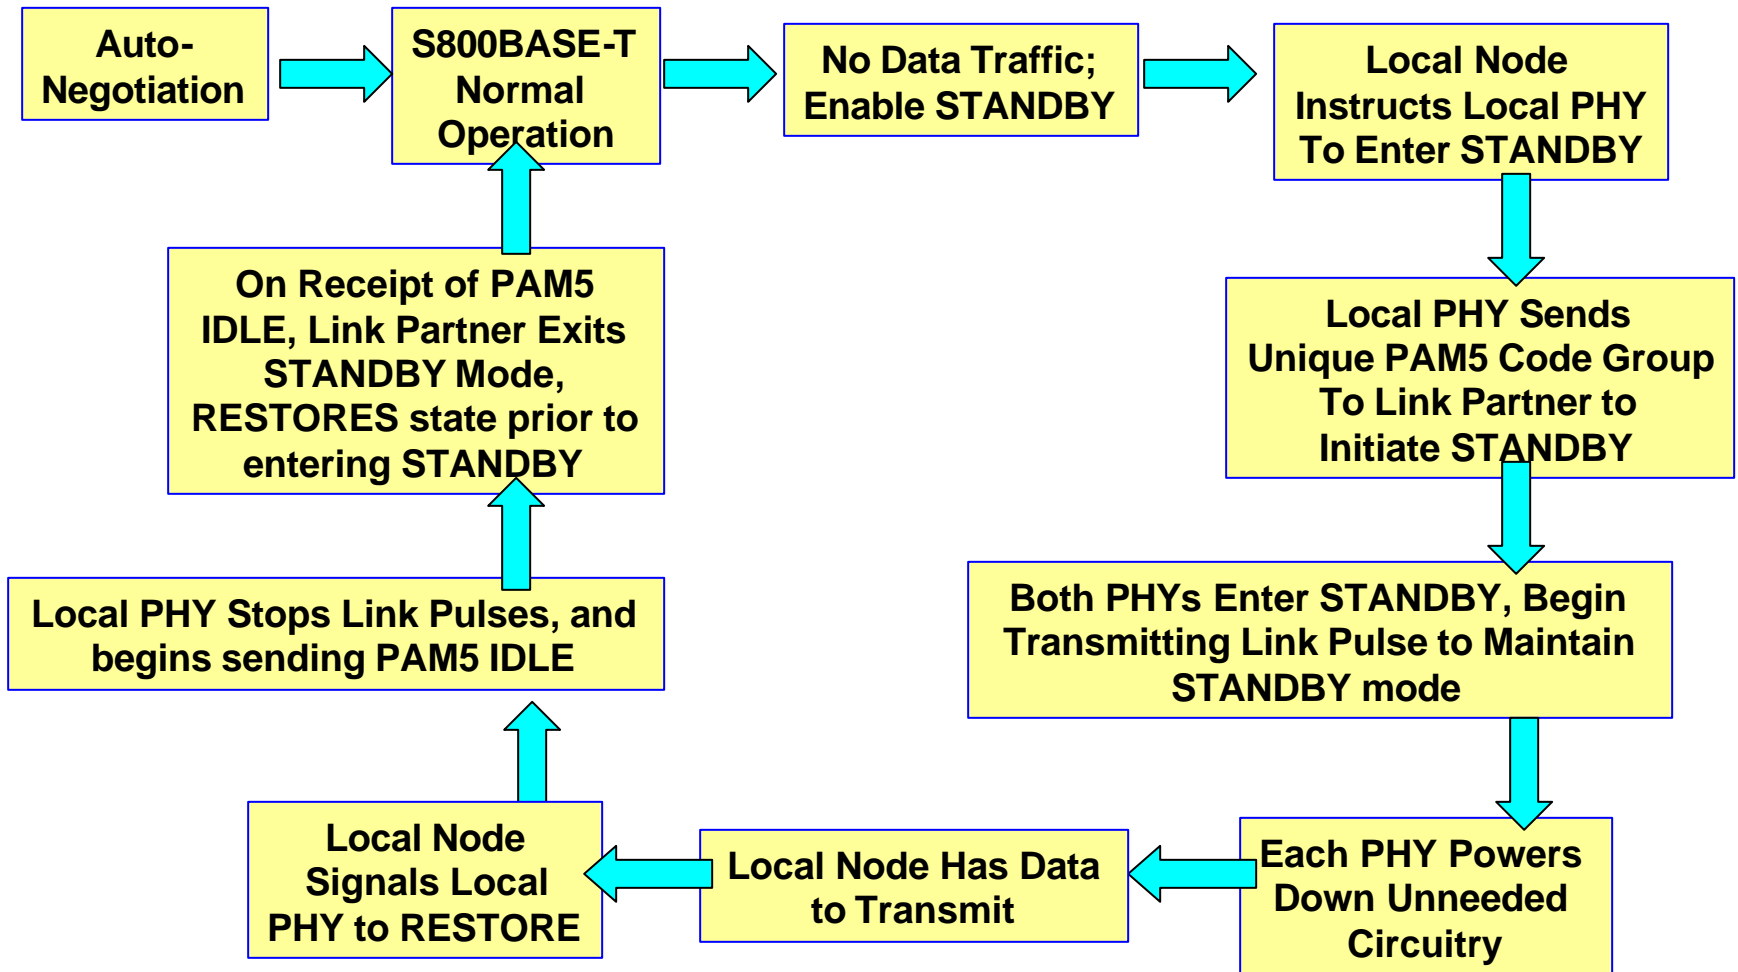 Auto-
Negotiation
S800BASE-T
Normal
Operation
No Data Traffic;
Enable STANDBY
Local Node
Instructs Local PHY
To Enter STANDBY
Local PHY Sends
Unique PAM5 Code Group
To Link Partner to
Initiate STANDBY
Both PHYs Enter STANDBY, Begin
Transmitting Link Pulse to Maintain
STANDBY mode
Each PHY Powers
Down Unneeded
Circuitry
Local Node Has Data
to Transmit
Local Node
Signals Local
PHY to RESTORE
Local PHY Stops Link Pulses, and
begins sending PAM5 IDLE
On Receipt of PAM5
IDLE, Link Partner Exits
STANDBY Mode,
RESTORES state prior to
entering STANDBY